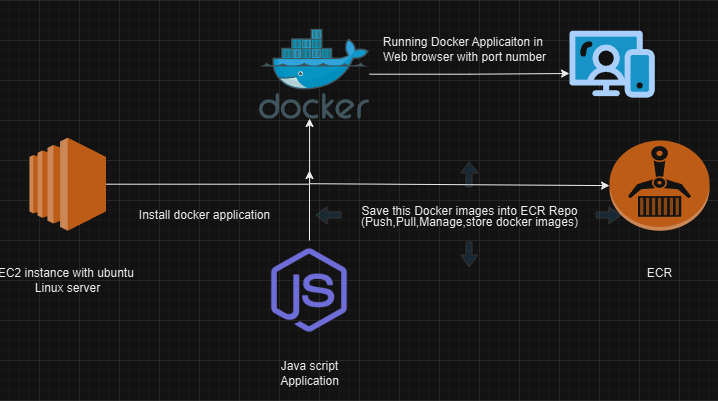 Running Docker Applicaiton in
Web browser with port number
docker
Install docker application
Save this Docker images into ECR Repo
(Push,Pull,Manage,store docker images)
EC2 instance with ubuntu
Linux server
ECR
JS
Java script
Application